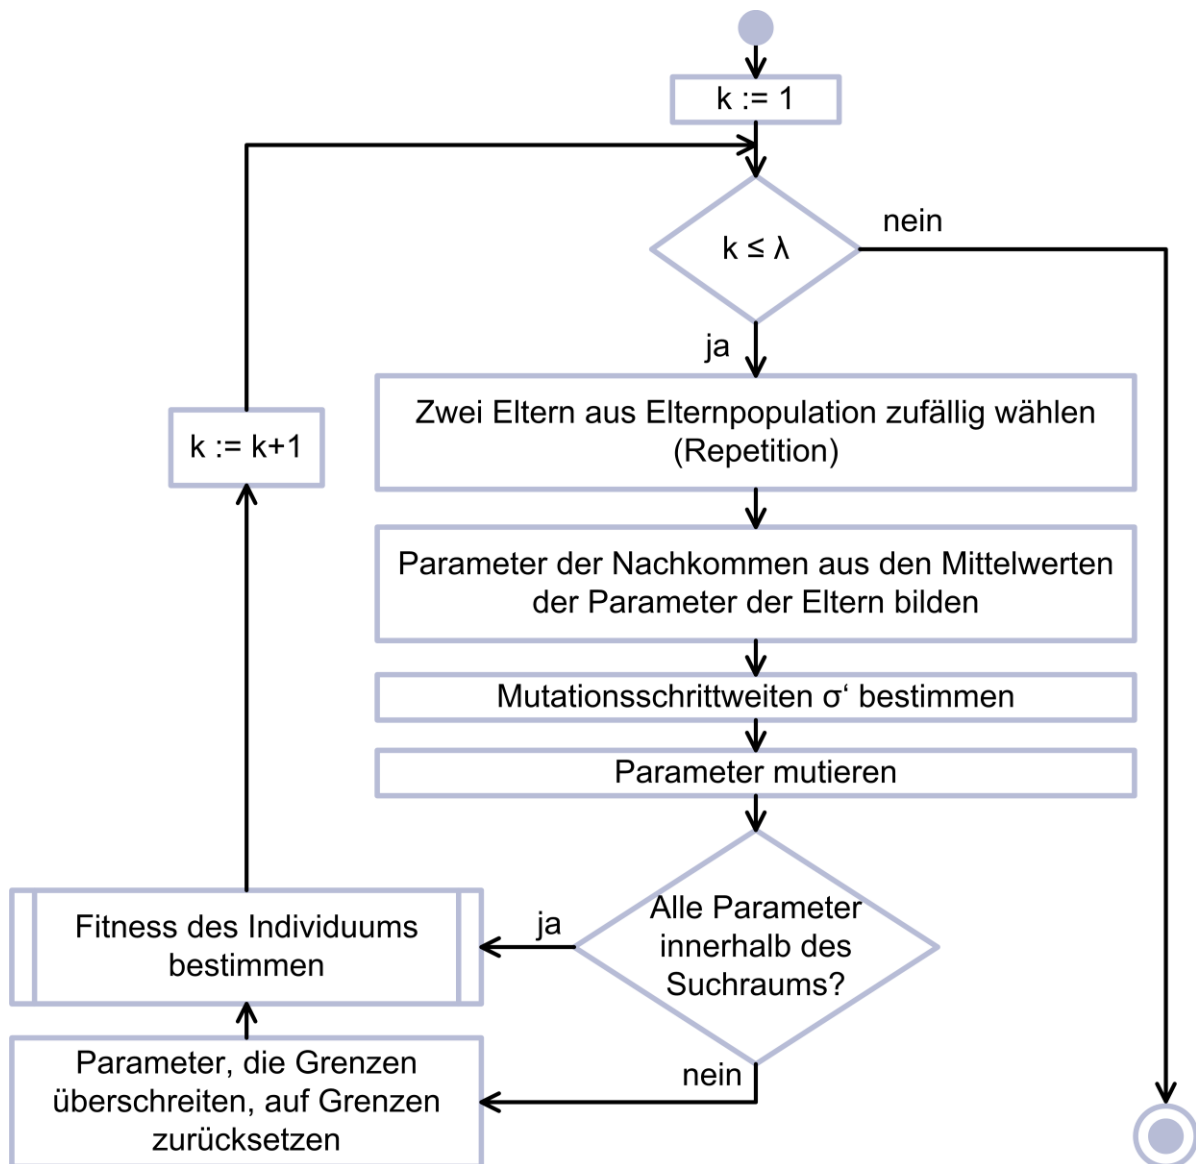 k := 1
k ≤ λ
nein
ja
Zwei Eltern aus Elternpopulation zufällig wählen
(Repetition)
k := k+1
Parameter der Nachkommen aus den Mittelwerten
der Parameter der Eltern bilden
Mutationsschrittweiten σ‘ bestimmen
Parameter mutieren
Alle Parameter
innerhalb des
Suchraums?
ja
Fitness des Individuums
bestimmen
nein
Parameter, die Grenzen
überschreiten, auf Grenzen
zurücksetzen